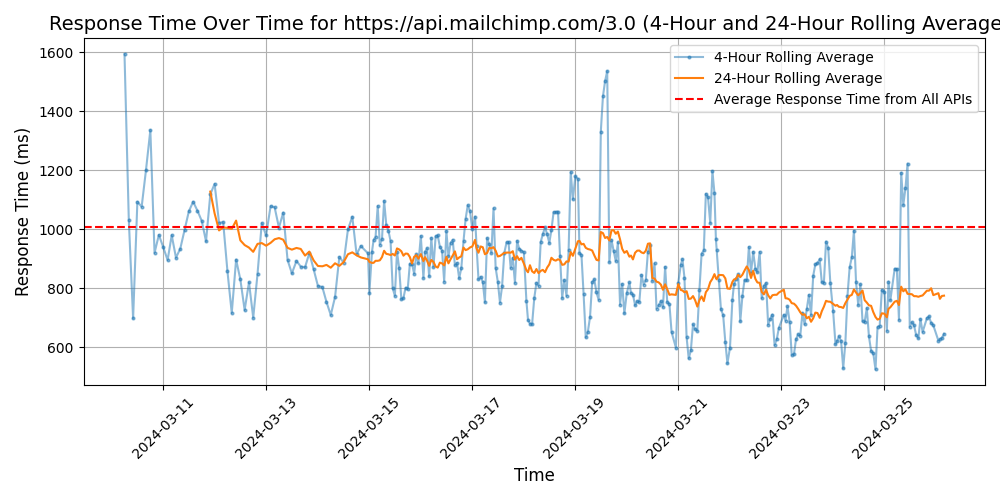 Response Time Over Time for https://api.mailchimp.com/3.0 (4-Hour and 24-Hour Rolling Average
4-Hour Rolling Average
24-Hour Rolling Average
Average Response Time from All APIs
Response Time (ms)
1600
1400
1200
1000
800
600
2024-03-11
2024-03-13
2024-03-15
2024-03-17
2024-03-19
2024-03-21
2024-03-23
2024-03-25
Time